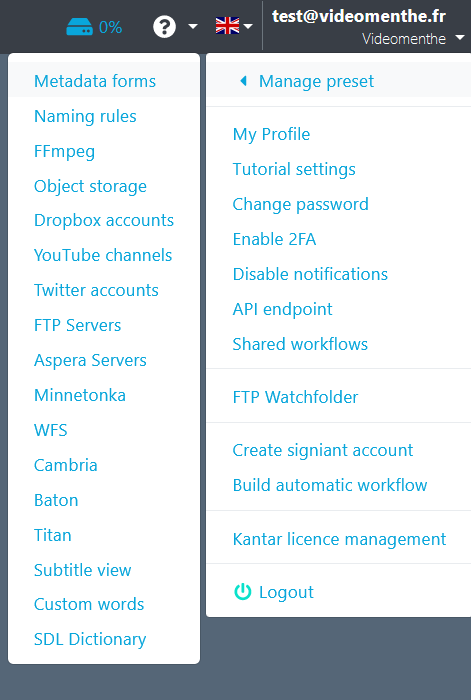 0%
test@videomenthe.fr
Videomenthe
Metadata forms
Naming rules
FFmpeg
Object storage
Dropbox accounts
YouTube channels
Twitter accounts
FTP Servers
Aspera Servers
Minnetonka
WFS
Cambria
Baton
Titan
Subtitle view
Custom words
SDL Dictionary
Manage preset
My Profile
Tutorial settings
Change password
Enable 2FA
Disable notifications
API endpoint
Shared workflows
FTP Watchfolder
Create signiant account
Build automatic workflow
Kantar licence management
Logout